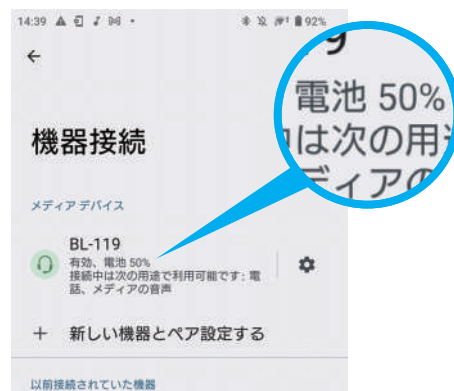 14:39
92%
機器接続
メディア デバイス
BL-119
有効、電池 50%
接続中は次の用途で利用可能です: 電
話、メディアの音声
新しい機器とペア設定する
以前接続されていた機器
電池 50%
は次の用
ディアの